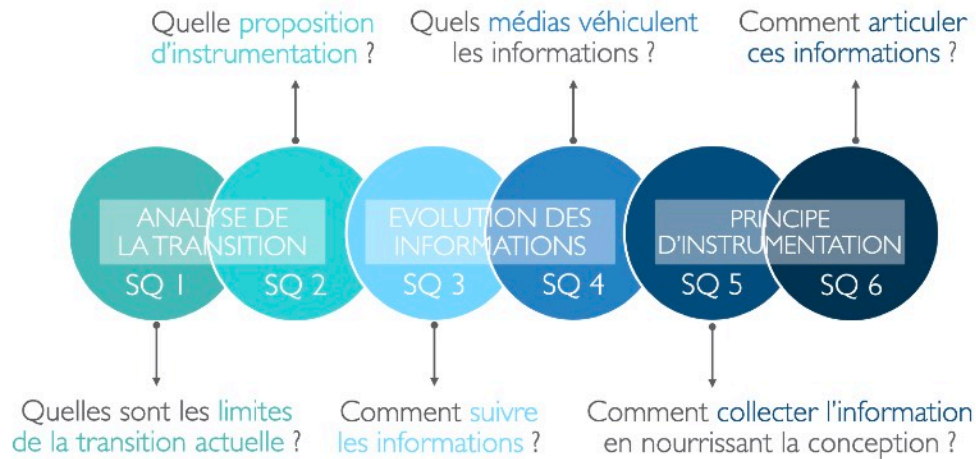 Quelle proposition
d'instrumentation ?
Quels médias véhiculent
les informations ?
Comment articuler
ces informations ?
ANALYSE DE
LA TRANSITION
SQ 1
SQ 2
EVOLUTION DES
INFORMATIONS
SQ 3
SQ 4
PRINCIPE
D'INSTRUMENTATION
SQ 5
SQ 6
Quelles sont les limites
de la transition actuelle ?
Comment suivre
les informations ?
Comment collecter l'information
en nourrissant la conception ?